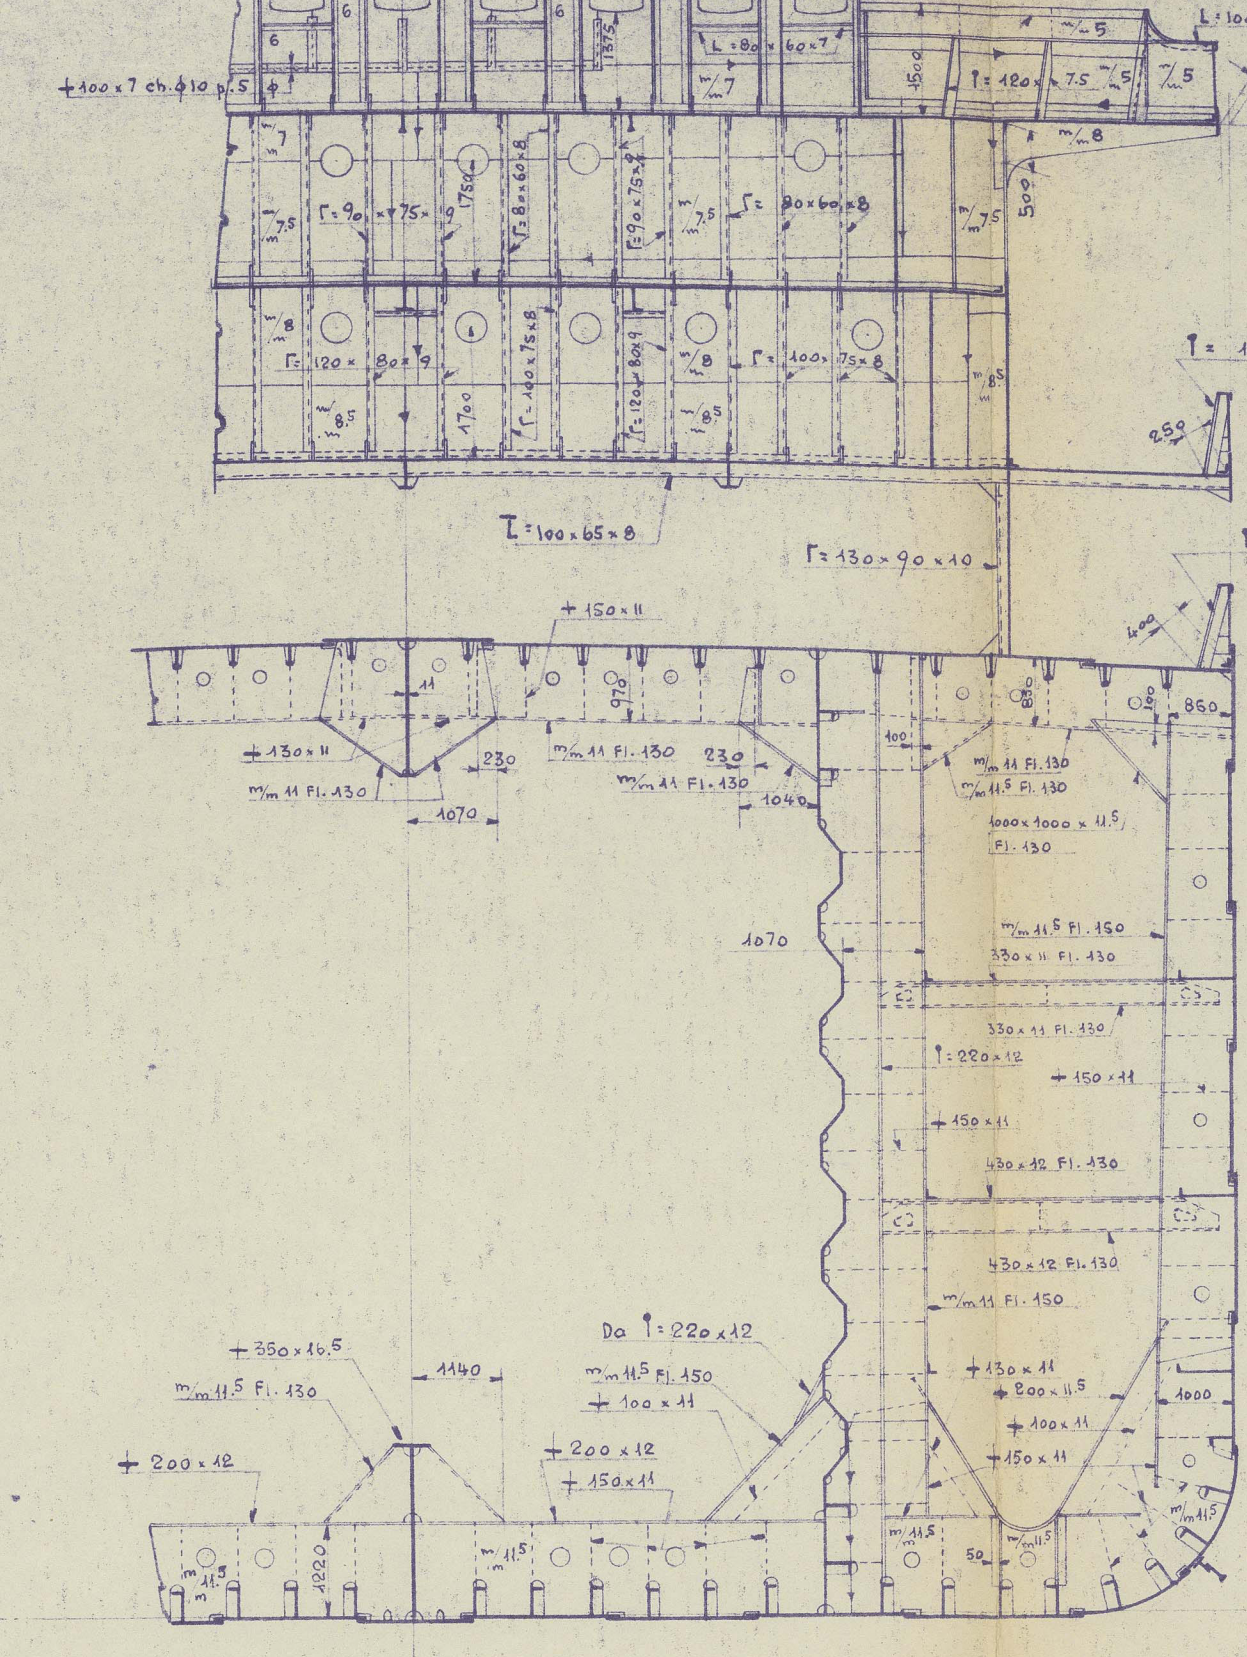 6
6
6
1375
L=80×60×7
m/m 5
1500
m/m 7
I=120× 7.5
m/m 5
m/m 5
+100×7 ch.ϕ10 p.5 ϕ
m/m 7
m/m 8
1750
Γ=80×60×8
Γ=90×75×9
m/m 7.5
Γ=90 ×75× 9
m/m 7.5
Γ= 80×60×8
m/m 7.5
500
m/m 8
Γ=120× 80×9
Γ=100×75×8
Γ=120×80×9
m/m 8
Γ= 100× 75×8
m/m 8.5
m/m 8.5
1700
m/m 8.5
250
I=100×65×8
Γ=130×90×10
+150×11
400
11
970
830
100
860
+130×11
m/m 11 Fl.130
230
m/m 11 Fl.130
230
m/m 11 Fl.130
100
m/m 11 Fl.130
m/m 11.5 Fl.130
1070
1040
1000×1000×11.5
Fl.130
m/m 11.5 Fl.150
1070
330×11 Fl.130
330×11 Fl.130
I=220×12
+150×11
+150×11
430×12 Fl.130
430×12 Fl.130
m/m 11 Fl.150
Da I=220×12
+350×16.5
1140
m/m 11.5 Fl.150
+130×11
m/m 11.5 Fl.130
+100×11
+200×11.5
1000
+100×11
+200×12
+200×12
+150×11
+150×11
m/m 11.5
m/m 11.5
m/m 11.5
m/m 11.5
m/m 11.5
50
1220